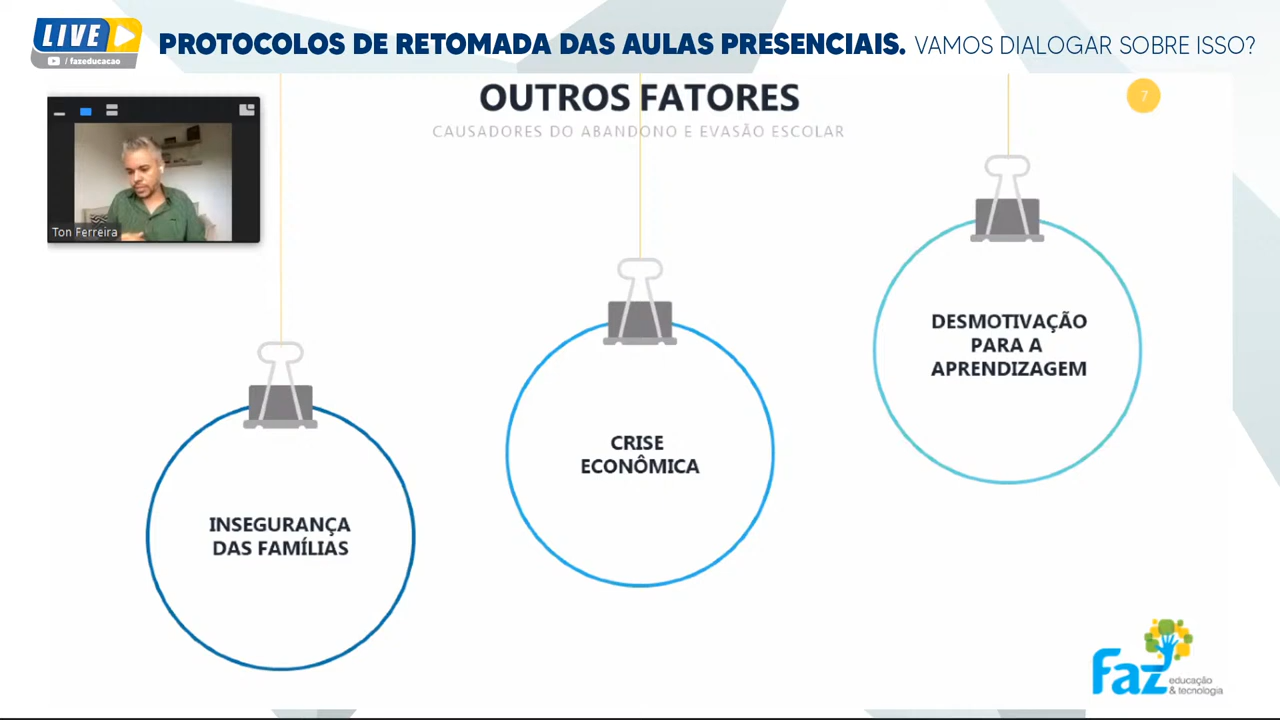 LIVE
/fazeducacao
PROTOCOLOS DE RETOMADA DAS AULAS PRESENCIAIS. VAMOS DIALOGAR SOBRE ISSO?
OUTROS FATORES
CAUSADORES DO ABANDONO E EVASÃO ESCOLAR
7
Ton Ferreira
DESMOTIVAÇÃO
PARA A
APRENDIZAGEM
CRISE
ECONÔMICA
INSEGURANÇA
DAS FAMÍLIAS
Faz
educação
& tecnologia